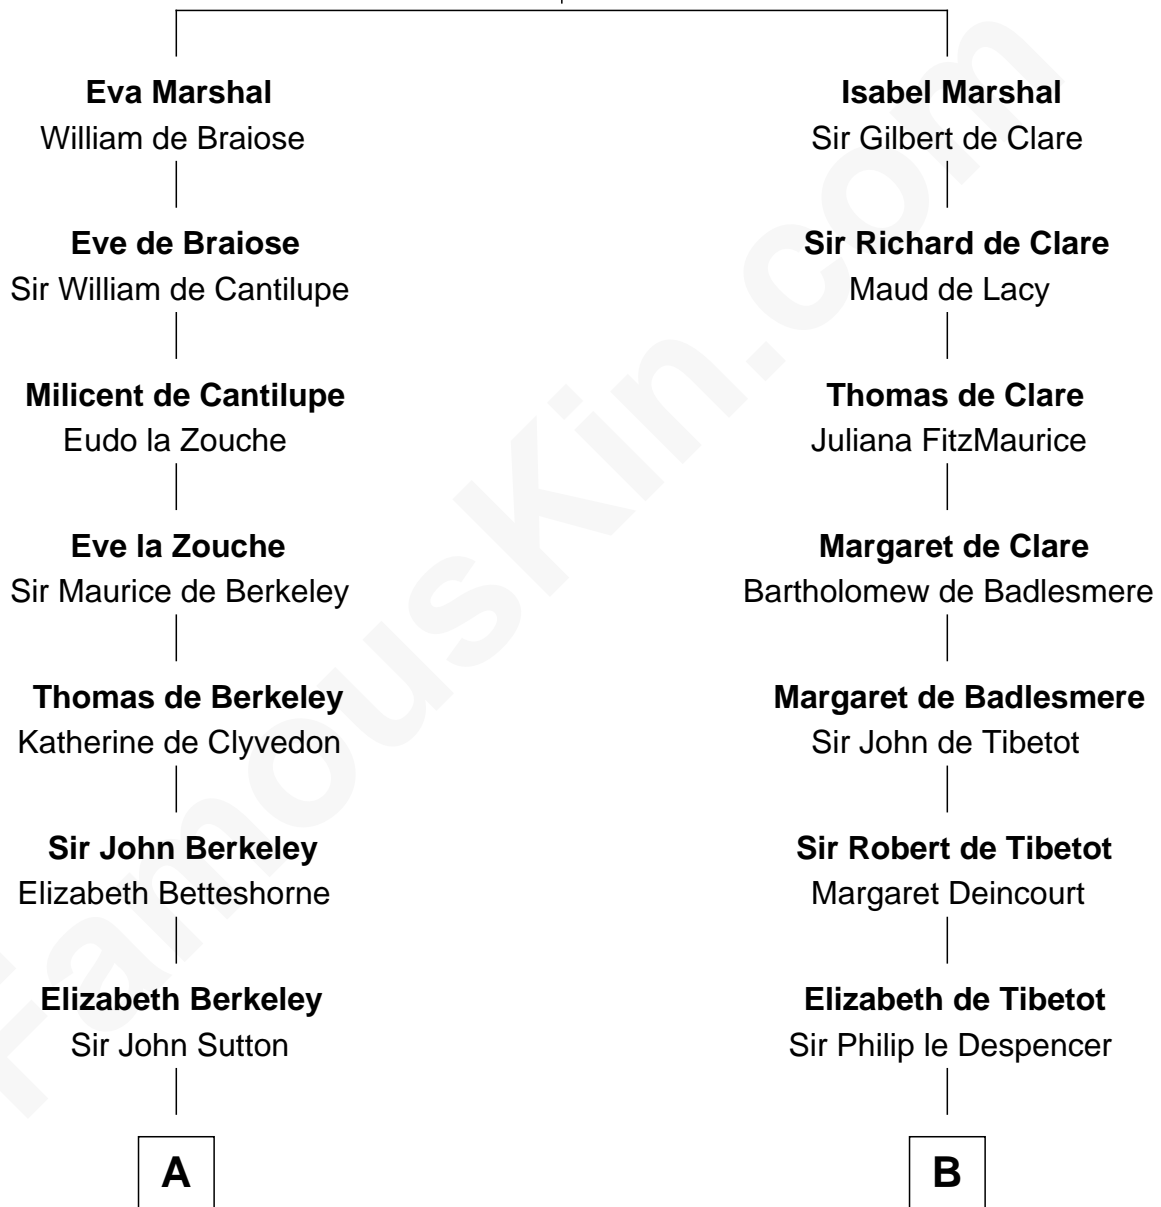 Eva Marshal
William de Braiose
Eve de Braiose
Sir William de Cantilupe
Milicent de Cantilupe
Eudo la Zouche
Eve la Zouche
Sir Maurice de Berkeley
Thomas de Berkeley
Katherine de Clyvedon
Sir John Berkeley
Elizabeth Betteshorne
Elizabeth Berkeley
Sir John Sutton
A
Isabel Marshal
Sir Gilbert de Clare
Sir Richard de Clare
Maud de Lacy
Thomas de Clare
Juliana FitzMaurice
Margaret de Clare
Bartholomew de Badlesmere
Margaret de Badlesmere
Sir John de Tibetot
Sir Robert de Tibetot
Margaret Deincourt
Elizabeth de Tibetot
Sir Philip le Despencer
B
FamousKin.com